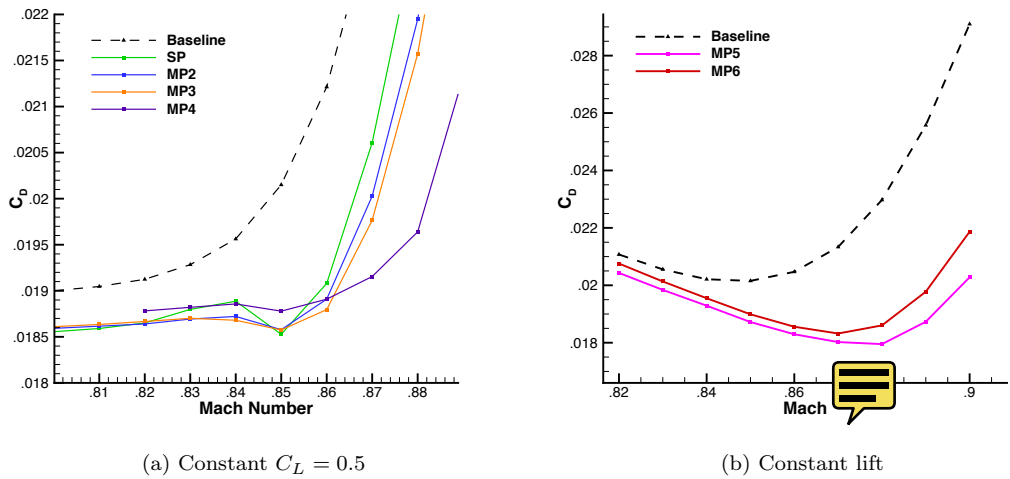 .022
.0215
.021
.0205
.02
.0195
.019
.0185
.018
C_D
Baseline
SP
MP2
MP3
MP4
.81 .82 .83 .84 .85 .86 .87 .88
Mach Number
(a) Constant C_L = 0.5
.028
.026
.024
.022
.02
.018
C_D
Baseline
MP5
MP6
.82 .84 .86 .9
Mach
(b) Constant lift